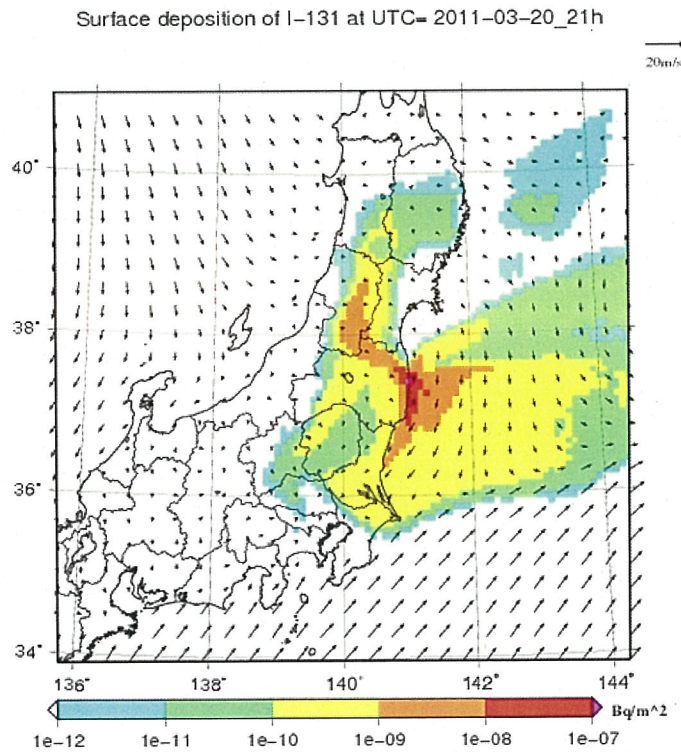 Surface deposition of I-131 at UTC= 2011-03-20_21h
20m/s
40°
38°
36°
34°
136° 138° 140° 142° 144°
Bq/m^2
1e-12 1e-11 1e-10 1e-09 1e-08 1e-07